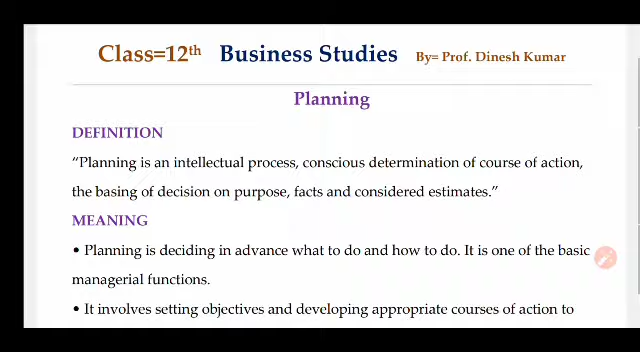 Class=12th Business Studies By= Prof. Dinesh Kumar
Planning
DEFINITION
“Planning is an intellectual process, conscious determination of course of action,
the basing of decision on purpose, facts and considered estimates.”
MEANING
• Planning is deciding in advance what to do and how to do. It is one of the basic
managerial functions.
• It involves setting objectives and developing appropriate courses of action to